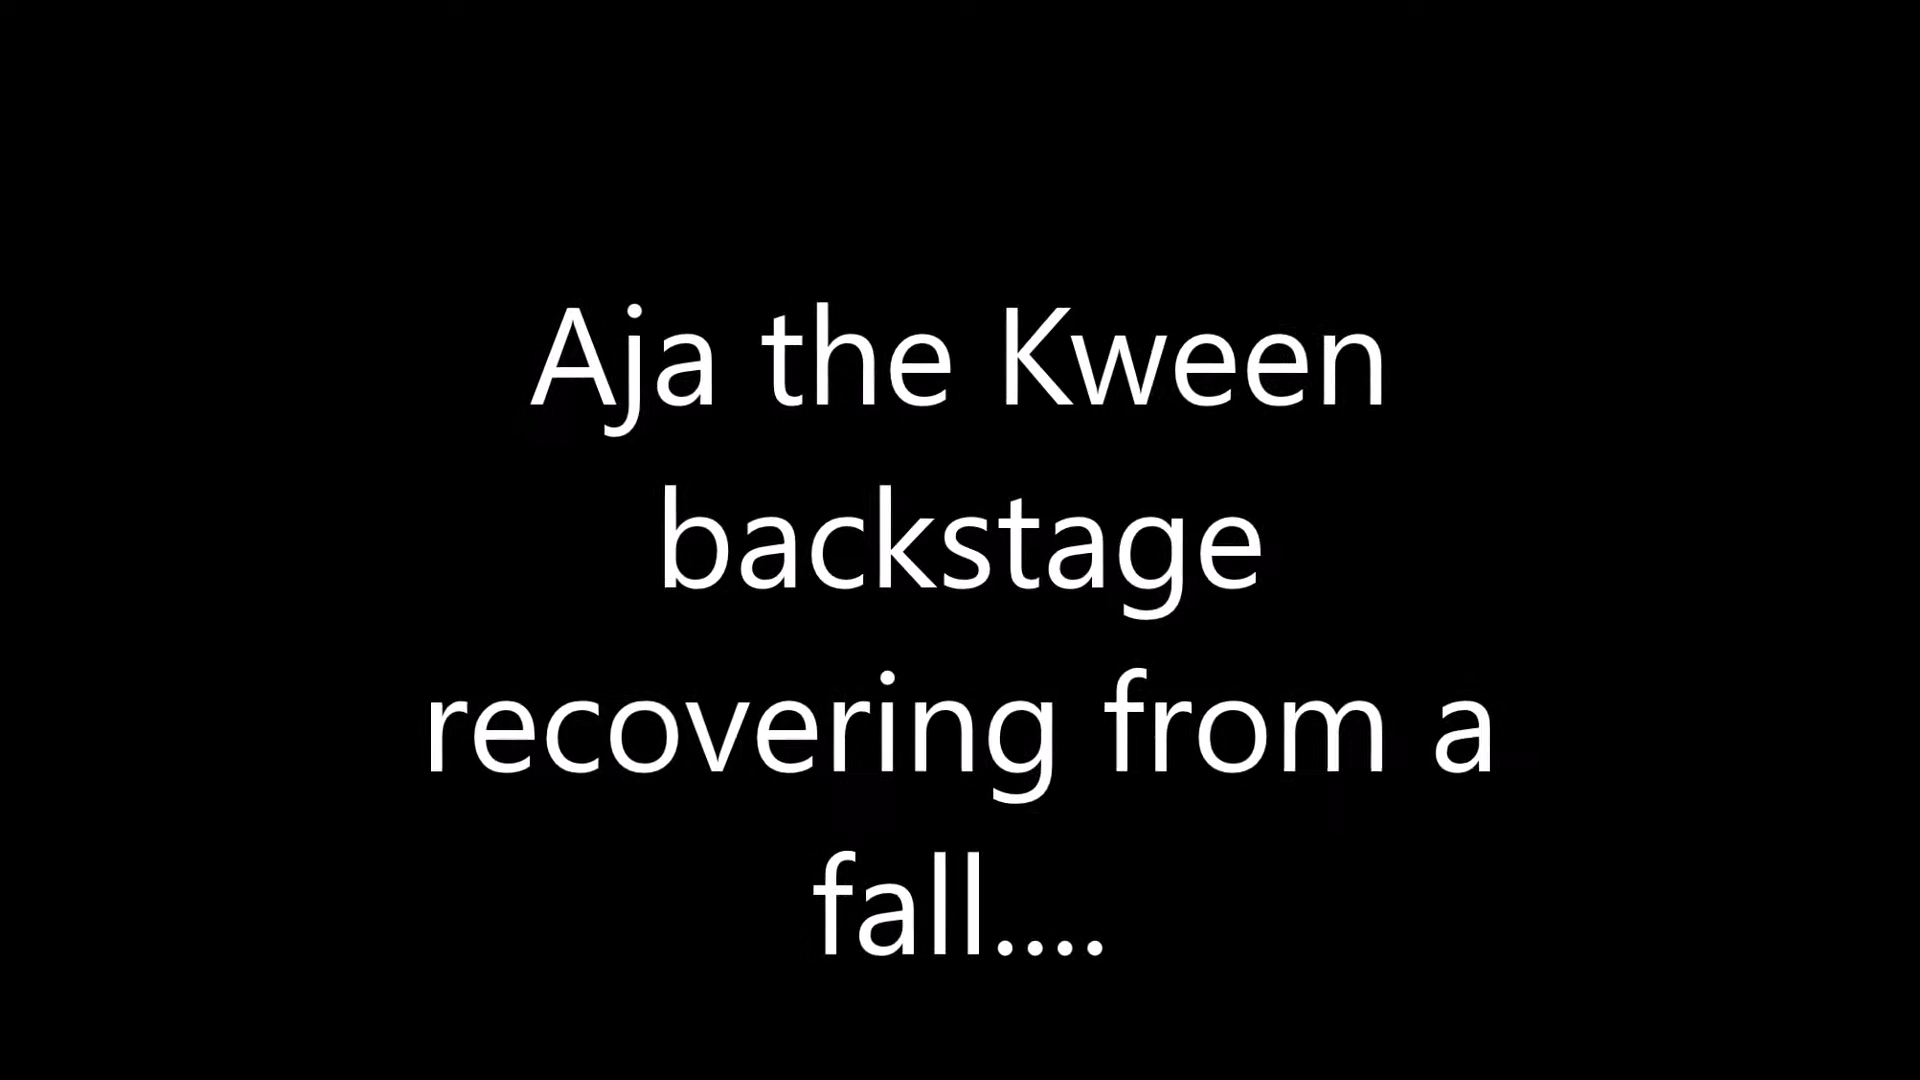 Aja the Kween
backstage
recovering from a
fall....